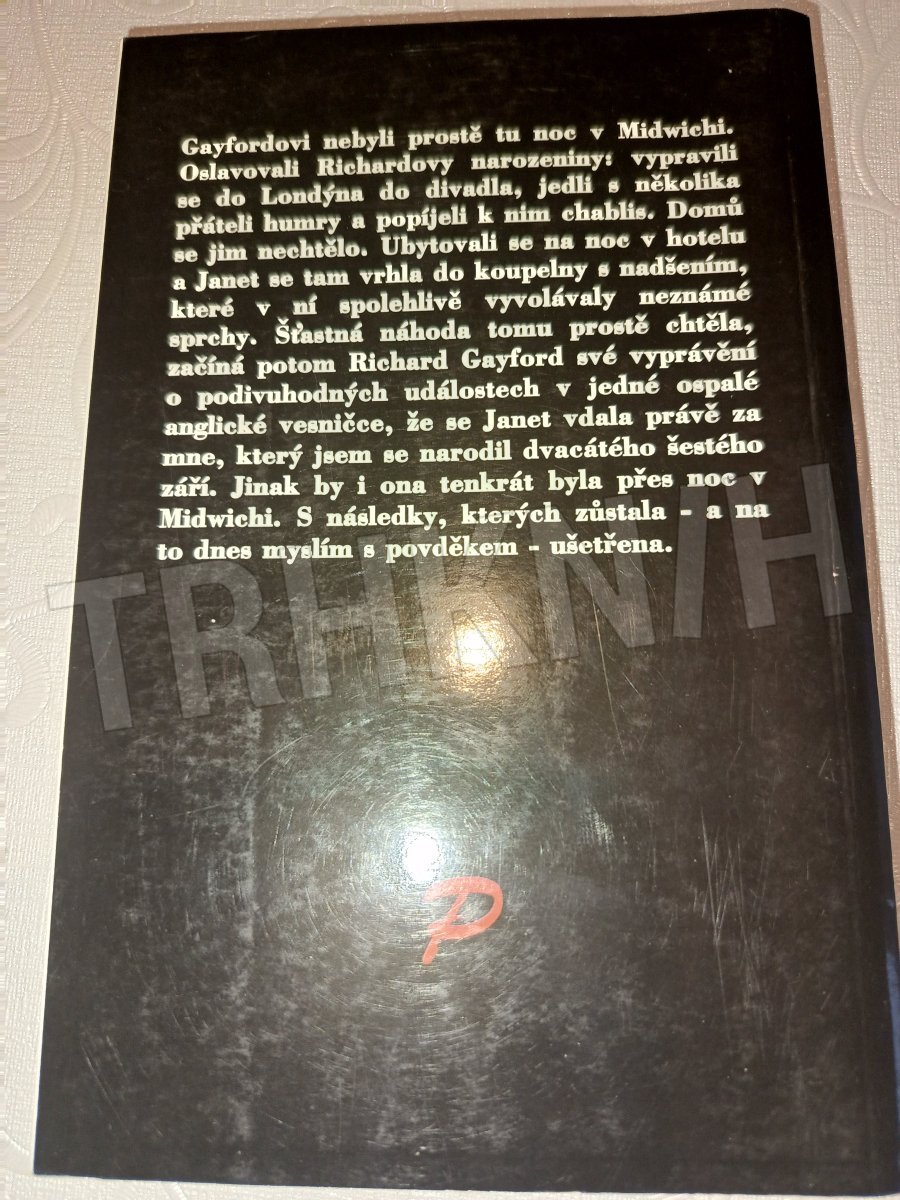 Gayfordovi nebyli prostě tu noc v Midwichi.
Oslavovali Richardovy narozeniny: vypravili
se do Londýna do divadla, jedli s několika
přáteli humry a popíjeli k nim chablis. Domů
se jim nechtělo. Ubytovali se na noc v hotelu
a Janet se tam vrhla do koupelny s nadšením,
které v ní spolehlivě vyvolávaly neznámé
sprchy. Šťastná náhoda tomu prostě chtěla,
začíná potom Richard Gayford své vyprávění
o podivuhodných událostech v jedné ospalé
anglické vesničce, že se Janet vdala právě za
mne, který jsem se narodil dvacátého šestého
září. Jinak by i ona tenkrát byla přes noc v
Midwichi. S následky, kterých zůstala - a na
to dnes myslím s povděkem - ušetřena.
TRHKNIH
P